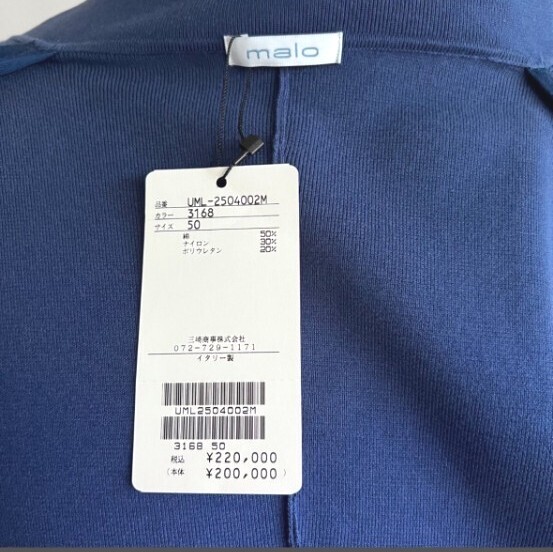 malo
品番 UML-2504002M
カラー 3168
サイズ 50
綿 50%
ナイロン 30%
ポリウレタン 20%
三崎商事株式会社
072-729-1171
イタリー製
UML2504002M
3168 50
税込 ¥220,000
(本体 ¥200,000)